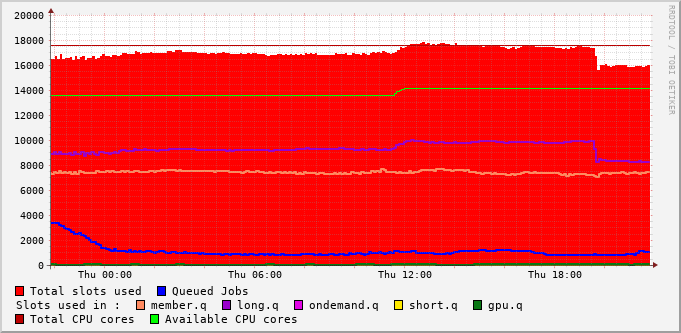 20000
18000
16000
14000
12000
10000
8000
6000
4000
2000
0
Thu 00:00 Thu 06:00 Thu 12:00 Thu 18:00
Total slots used Queued Jobs
Slots used in : member.q long.q ondemand.q short.q gpu.q
Total CPU cores Available CPU cores
RRDTOOL / TOBI OETIKER